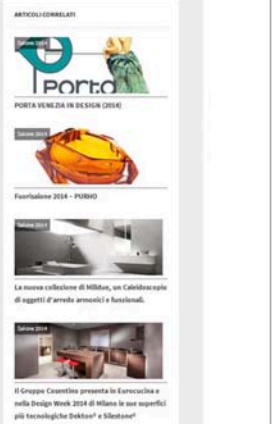 ARTICOLI CORRELATI
Salone 2014
PORTO
PORTA VENEZIA IN DESIGN (2014)
Salone 2014
Fuorisalone 2014 – PURHO
Salone 2014
La nuova collezione di Milldue, un Caleidoscopio
di oggetti d'arredo armonici e funzionali.
Salone 2014
Il Gruppo Cosentino presenta in Eurocucina e
nella Design Week 2014 di Milano le sue superfici
più tecnologiche Dekton® e Silestone®